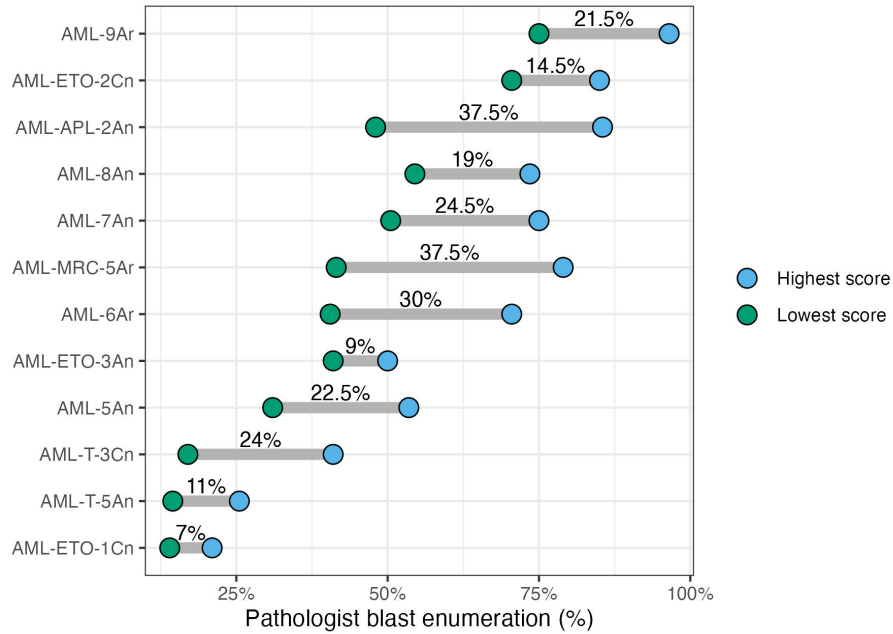 AML-9Ar
21.5%
AML-ETO-2Cn
14.5%
AML-APL-2An
37.5%
AML-8An
19%
AML-7An
24.5%
AML-MRC-5Ar
37.5%
AML-6Ar
30%
AML-ETO-3An
9%
AML-5An
22.5%
AML-T-3Cn
24%
AML-T-5An
11%
AML-ETO-1Cn
7%
25% 50% 75% 100%
Pathologist blast enumeration (%)
Highest score
Lowest score